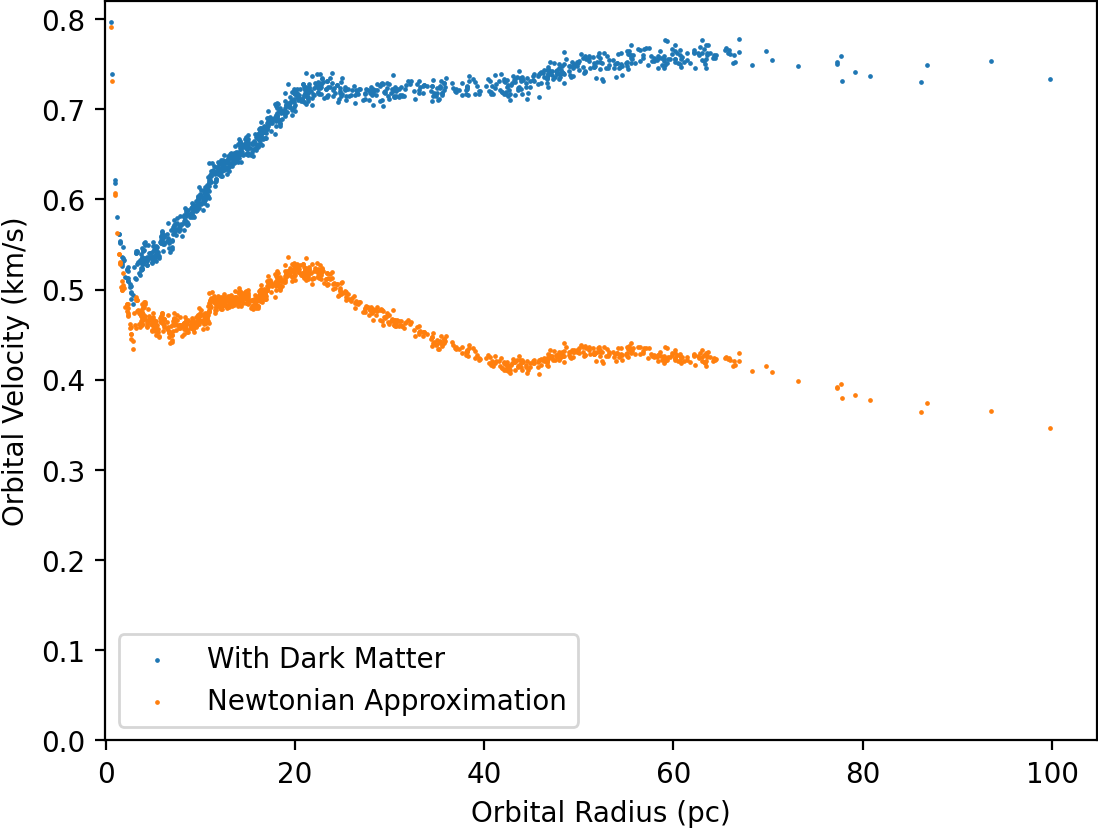 0.8
0.7
0.6
0.5
0.4
0.3
0.2
0.1
0.0
Orbital Velocity (km/s)
With Dark Matter
Newtonian Approximation
0 20 40 60 80 100
Orbital Radius (pc)